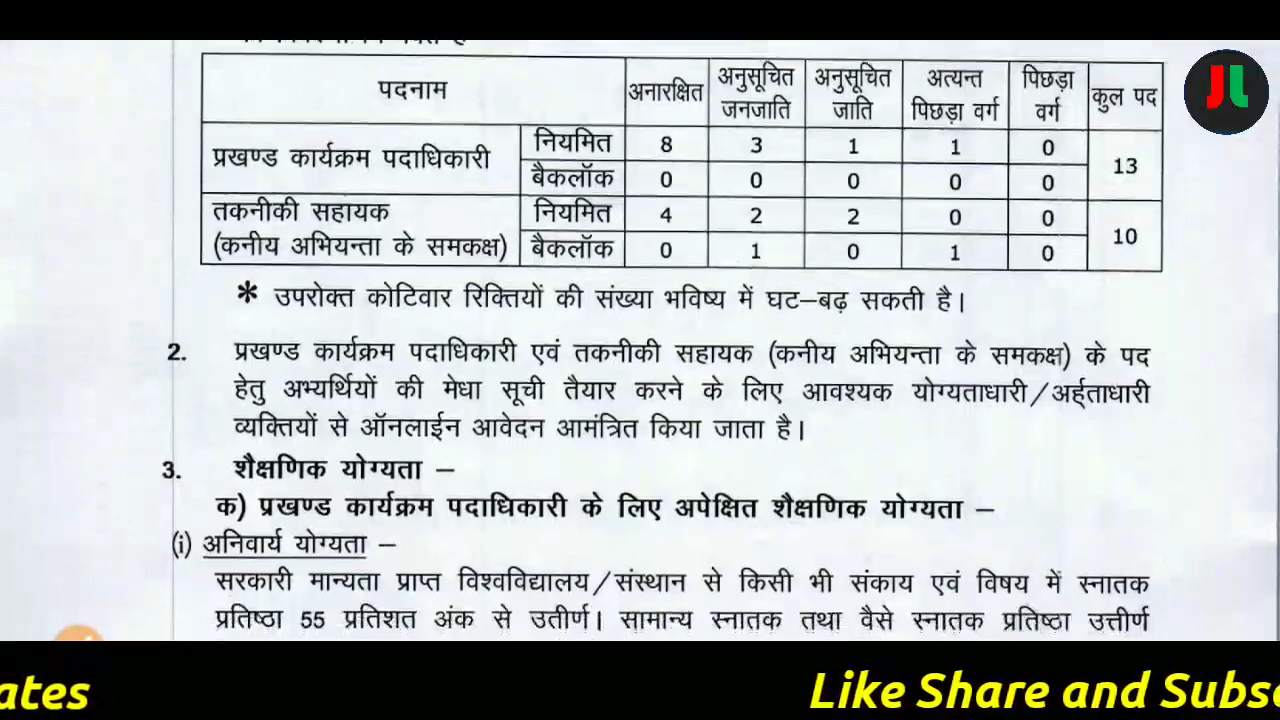 पदनाम अनारक्षित अनुसूचित जनजाति अनुसूचित जाति अत्यन्त पिछड़ा वर्ग पिछड़ा वर्ग कुल पद
प्रखण्ड कार्यक्रम पदाधिकारी नियमित 8 3 1 1 0 13
बैकलॉक 0 0 0 0 0
तकनीकी सहायक (कनीय अभियन्ता के समकक्ष) नियमित 4 2 2 0 0 10
बैकलॉक 0 1 0 1 0
* उपरोक्त कोटिवार रिक्तियों की संख्या भविष्य में घट–बढ़ सकती है।
2. प्रखण्ड कार्यक्रम पदाधिकारी एवं तकनीकी सहायक (कनीय अभियन्ता के समकक्ष) के पद
हेतु अभ्यर्थियों की मेधा सूची तैयार करने के लिए आवश्यक योग्यताधारी/अर्हताधारी
व्यक्तियों से ऑनलाईन आवेदन आमंत्रित किया जाता है।
3. शैक्षणिक योग्यता –
क) प्रखण्ड कार्यक्रम पदाधिकारी के लिए अपेक्षित शैक्षणिक योग्यता –
(i) अनिवार्य योग्यता –
सरकारी मान्यता प्राप्त विश्वविद्यालय/संस्थान से किसी भी संकाय एवं विषय में स्नातक
प्रतिष्ठा 55 प्रतिशत अंक से उतीर्ण। सामान्य स्नातक तथा वैसे स्नातक प्रतिष्ठा उत्तीर्ण
ates Like Share and Subs